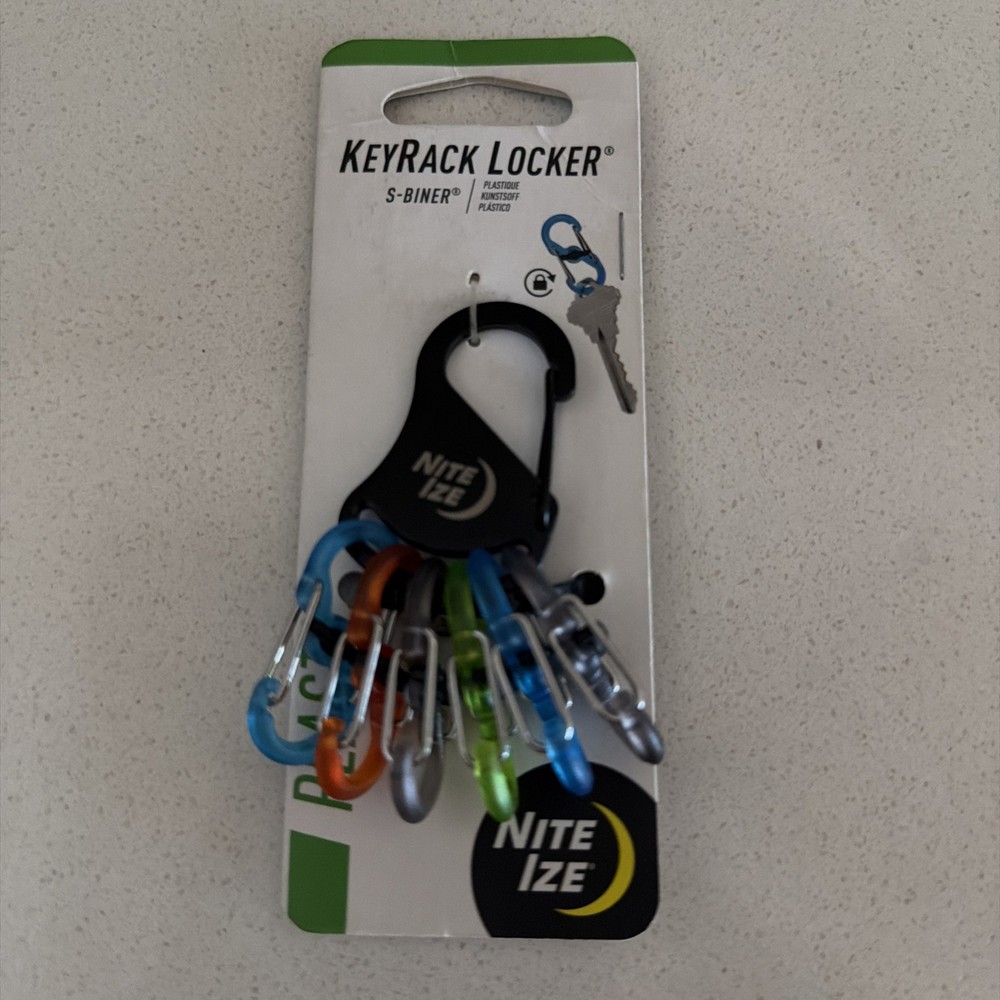 KEYRACK LOCKER®
S-BINER®
PLASTIQUE
KUNSTSOFF
PLÁSTICO
NITE
IZE
NITE
IZE